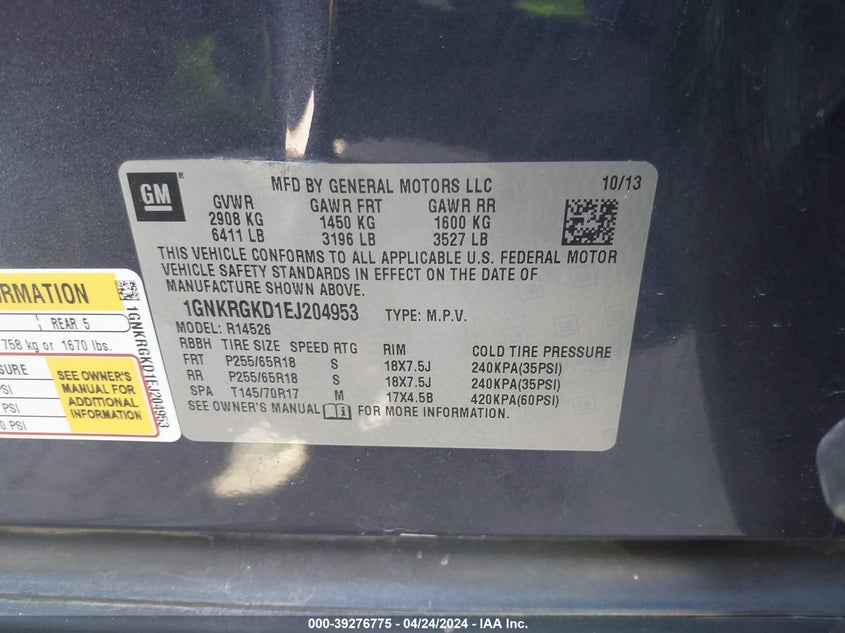 GM
MFD BY GENERAL MOTORS LLC 10/13
GVWR GAWR FRT GAWR RR
2908 KG 1450 KG 1600 KG
6411 LB 3196 LB 3527 LB
THIS VEHICLE CONFORMS TO ALL APPLICABLE U.S. FEDERAL MOTOR
VEHICLE SAFETY STANDARDS IN EFFECT ON THE DATE OF
MANUFACTURE SHOWN ABOVE.
1GNKRGKD1EJ204953 TYPE: M.P.V.
MODEL: R14526
RBBH TIRE SIZE SPEED RTG RIM COLD TIRE PRESSURE
FRT P255/65R18 S 18X7.5J 240KPA(35PSI)
RR P255/65R18 S 18X7.5J 240KPA(35PSI)
SPA T145/70R17 M 17X4.5B 420KPA(60PSI)
SEE OWNER'S MANUAL FOR MORE INFORMATION.
REAR 5
758 kg or 1670 lbs.
SEE OWNER'S
MANUAL FOR
ADDITIONAL
INFORMATION
PSI
PSI
PSI
1GNKRGKD1EJ204953
000-39276775 - 04/24/2024 - IAA Inc.